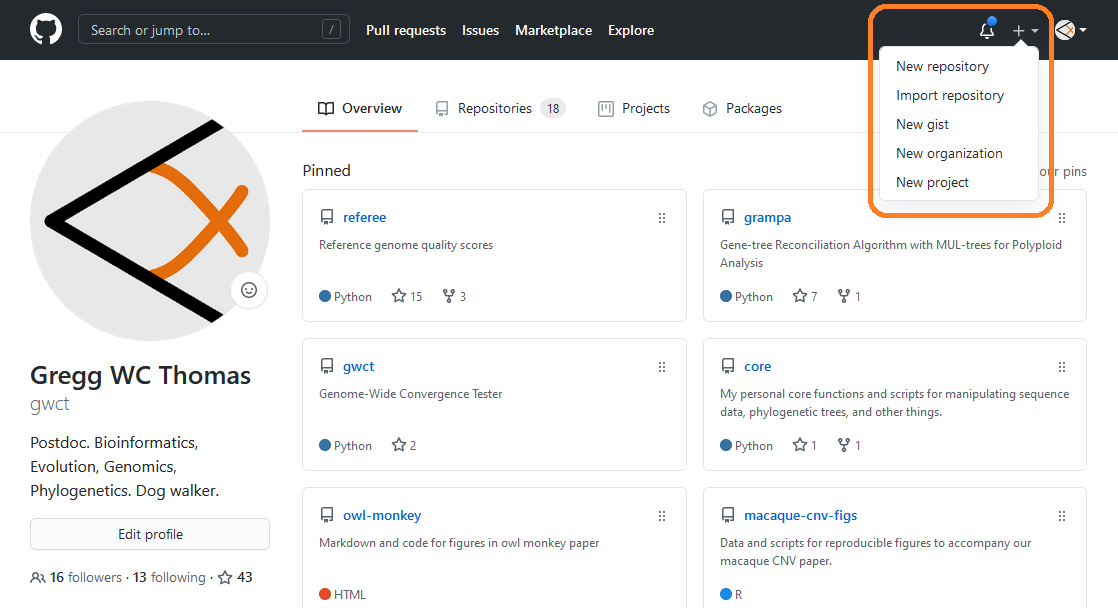 Search or jump to... /
Pull requests
Issues
Marketplace
Explore
New repository
Import repository
New gist
New organization
New project
Overview
Repositories 18
Projects
Packages
Pinned
our pins
referee
Reference genome quality scores
Python 15 3
grampa
Gene-tree Reconciliation Algorithm with MUL-trees for Polyploid
Analysis
Python 7 1
gwct
Genome-Wide Convergence Tester
Python 2
core
My personal core functions and scripts for manipulating sequence
data, phylogenetic trees, and other things.
Python 1 1
owl-monkey
Markdown and code for figures in owl monkey paper
HTML
macaque-cnv-figs
Data and scripts for reproducible figures to accompany our
macaque CNV paper.
R
Gregg WC Thomas
gwct
Postdoc. Bioinformatics,
Evolution, Genomics,
Phylogenetics. Dog walker.
Edit profile
16 followers · 13 following · 43